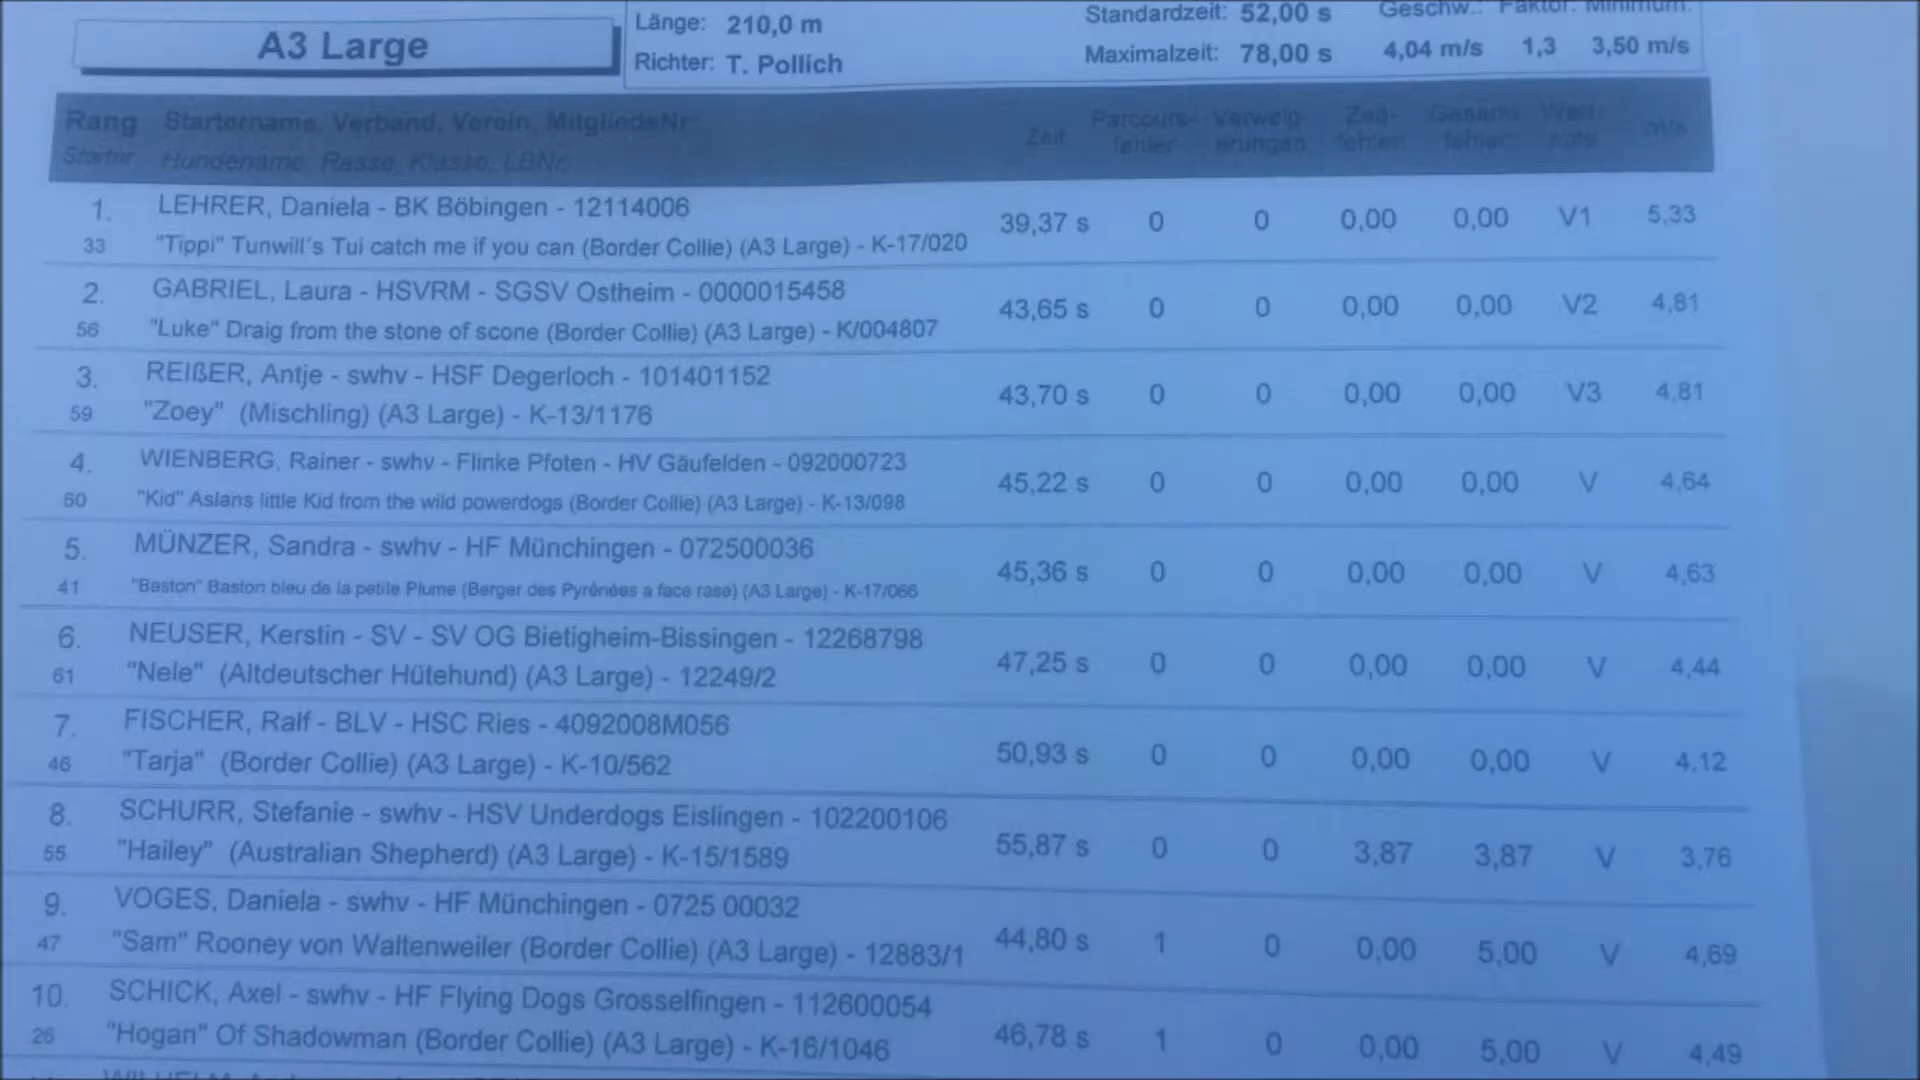 A3 Large
Länge: 210,0 m
Richter: T. Pollich
Standardzeit: 52,00 s
Maximalzeit: 78,00 s
Geschw.: Faktor: Minimum:
4,04 m/s 1,3 3,50 m/s
Rang Startername, Verband, Verein, MitgliedsNr.
Starter Hundename, Rasse, Klasse, LBNr.
Zeit Parcours- fehler Verweig- erungen Zeit- fehler Gesamt fehler Wert- note m/s
1. LEHRER, Daniela - BK Böbingen - 12114006
33 "Tippi" Tunwill´s Tui catch me if you can (Border Collie) (A3 Large) - K-17/020
39,37 s 0 0 0,00 0,00 V1 5,33
2. GABRIEL, Laura - HSVRM - SGSV Ostheim - 0000015458
56 "Luke" Draig from the stone of scone (Border Collie) (A3 Large) - K/004807
43,65 s 0 0 0,00 0,00 V2 4,81
3. REIßER, Antje - swhv - HSF Degerloch - 101401152
59 "Zoey" (Mischling) (A3 Large) - K-13/1176
43,70 s 0 0 0,00 0,00 V3 4,81
4. WIENBERG, Rainer - swhv - Flinke Pfoten - HV Gäufelden - 092000723
60 "Kid" Aslans little Kid from the wild powerdogs (Border Collie) (A3 Large) - K-13/098
45,22 s 0 0 0,00 0,00 V 4,64
5. MÜNZER, Sandra - swhv - HF Münchingen - 072500036
41 "Baston" Baston bleu de la petite Plume (Berger des Pyrénées a face rase) (A3 Large) - K-17/066
45,36 s 0 0 0,00 0,00 V 4,63
6. NEUSER, Kerstin - SV - SV OG Bietigheim-Bissingen - 12268798
61 "Nele" (Altdeutscher Hütehund) (A3 Large) - 12249/2
47,25 s 0 0 0,00 0,00 V 4,44
7. FISCHER, Ralf - BLV - HSC Ries - 4092008M056
46 "Tarja" (Border Collie) (A3 Large) - K-10/562
50,93 s 0 0 0,00 0,00 V 4,12
8. SCHURR, Stefanie - swhv - HSV Underdogs Eislingen - 102200106
55 "Hailey" (Australian Shepherd) (A3 Large) - K-15/1589
55,87 s 0 0 3,87 3,87 V 3,76
9. VOGES, Daniela - swhv - HF Münchingen - 0725 00032
47 "Sam" Rooney von Waltenweiler (Border Collie) (A3 Large) - 12883/1
44,80 s 1 0 0,00 5,00 V 4,69
10. SCHICK, Axel - swhv - HF Flying Dogs Grosselfingen - 112600054
26 "Hogan" Of Shadowman (Border Collie) (A3 Large) - K-16/1046
46,78 s 1 0 0,00 5,00 V 4,49